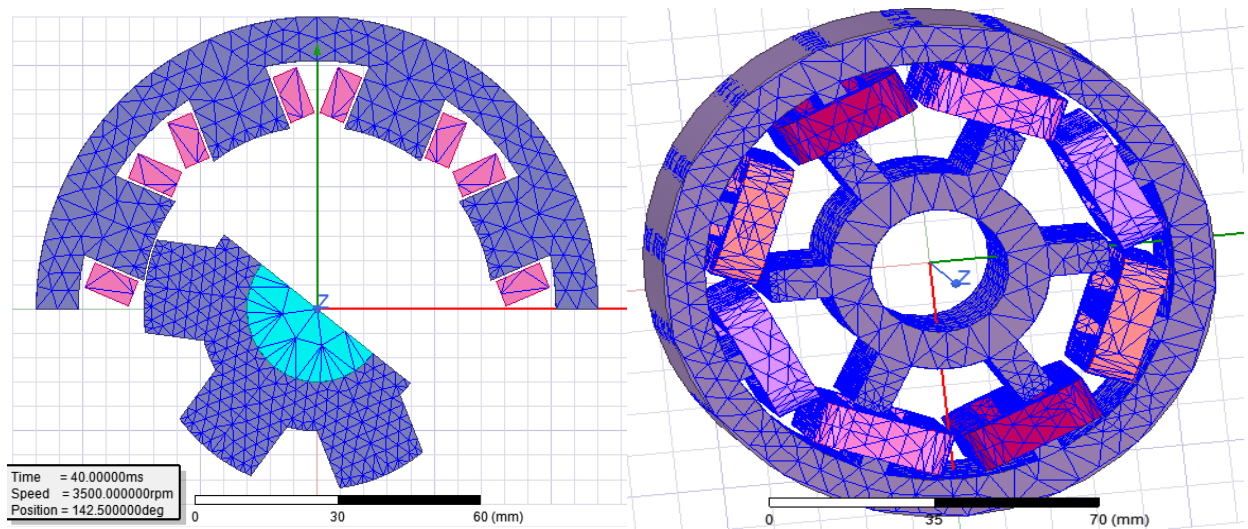 Z
Time = 40.00000ms
Speed = 3500.000000rpm
Position = 142.500000deg
0 30 60 (mm)
Z
0 35 70 (mm)